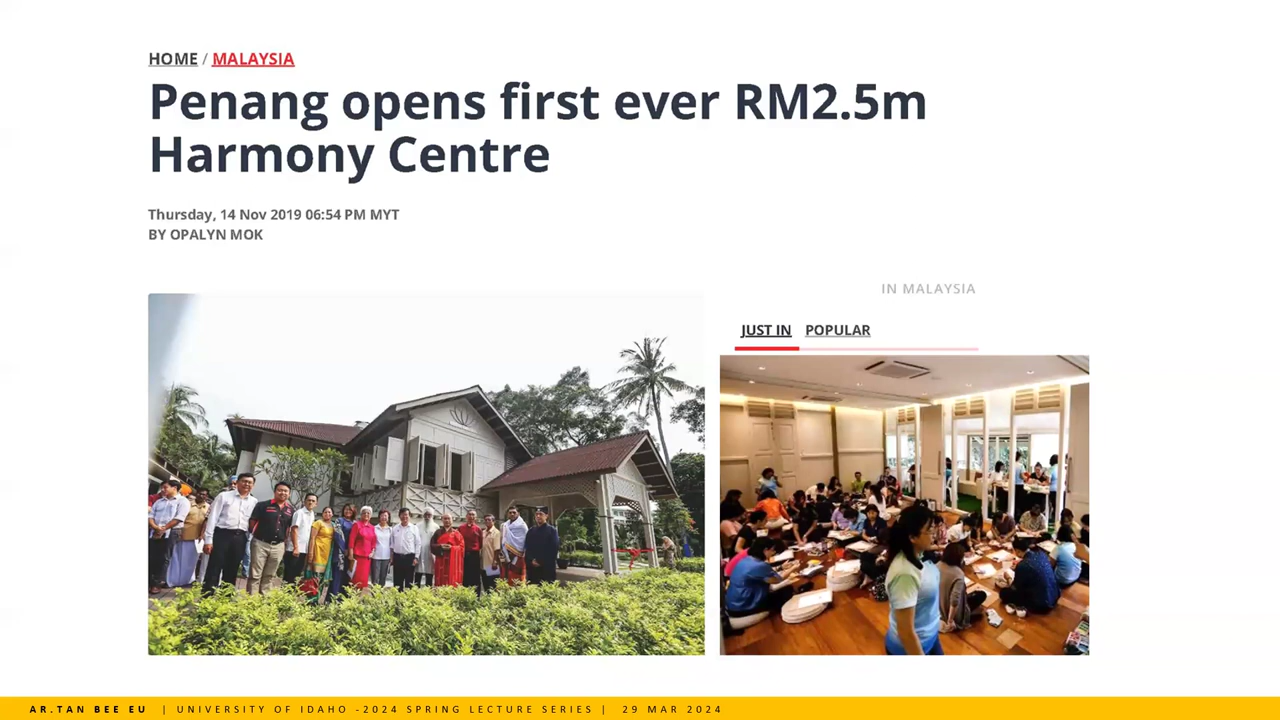 HOME / MALAYSIA
Penang opens first ever RM2.5m
Harmony Centre
Thursday, 14 Nov 2019 06:54 PM MYT
BY OPALYN MOK
IN MALAYSIA
JUST IN POPULAR
AR.TAN BEE EU | UNIVERSITY OF IDAHO -2024 SPRING LECTURE SERIES | 29 MAR 2024